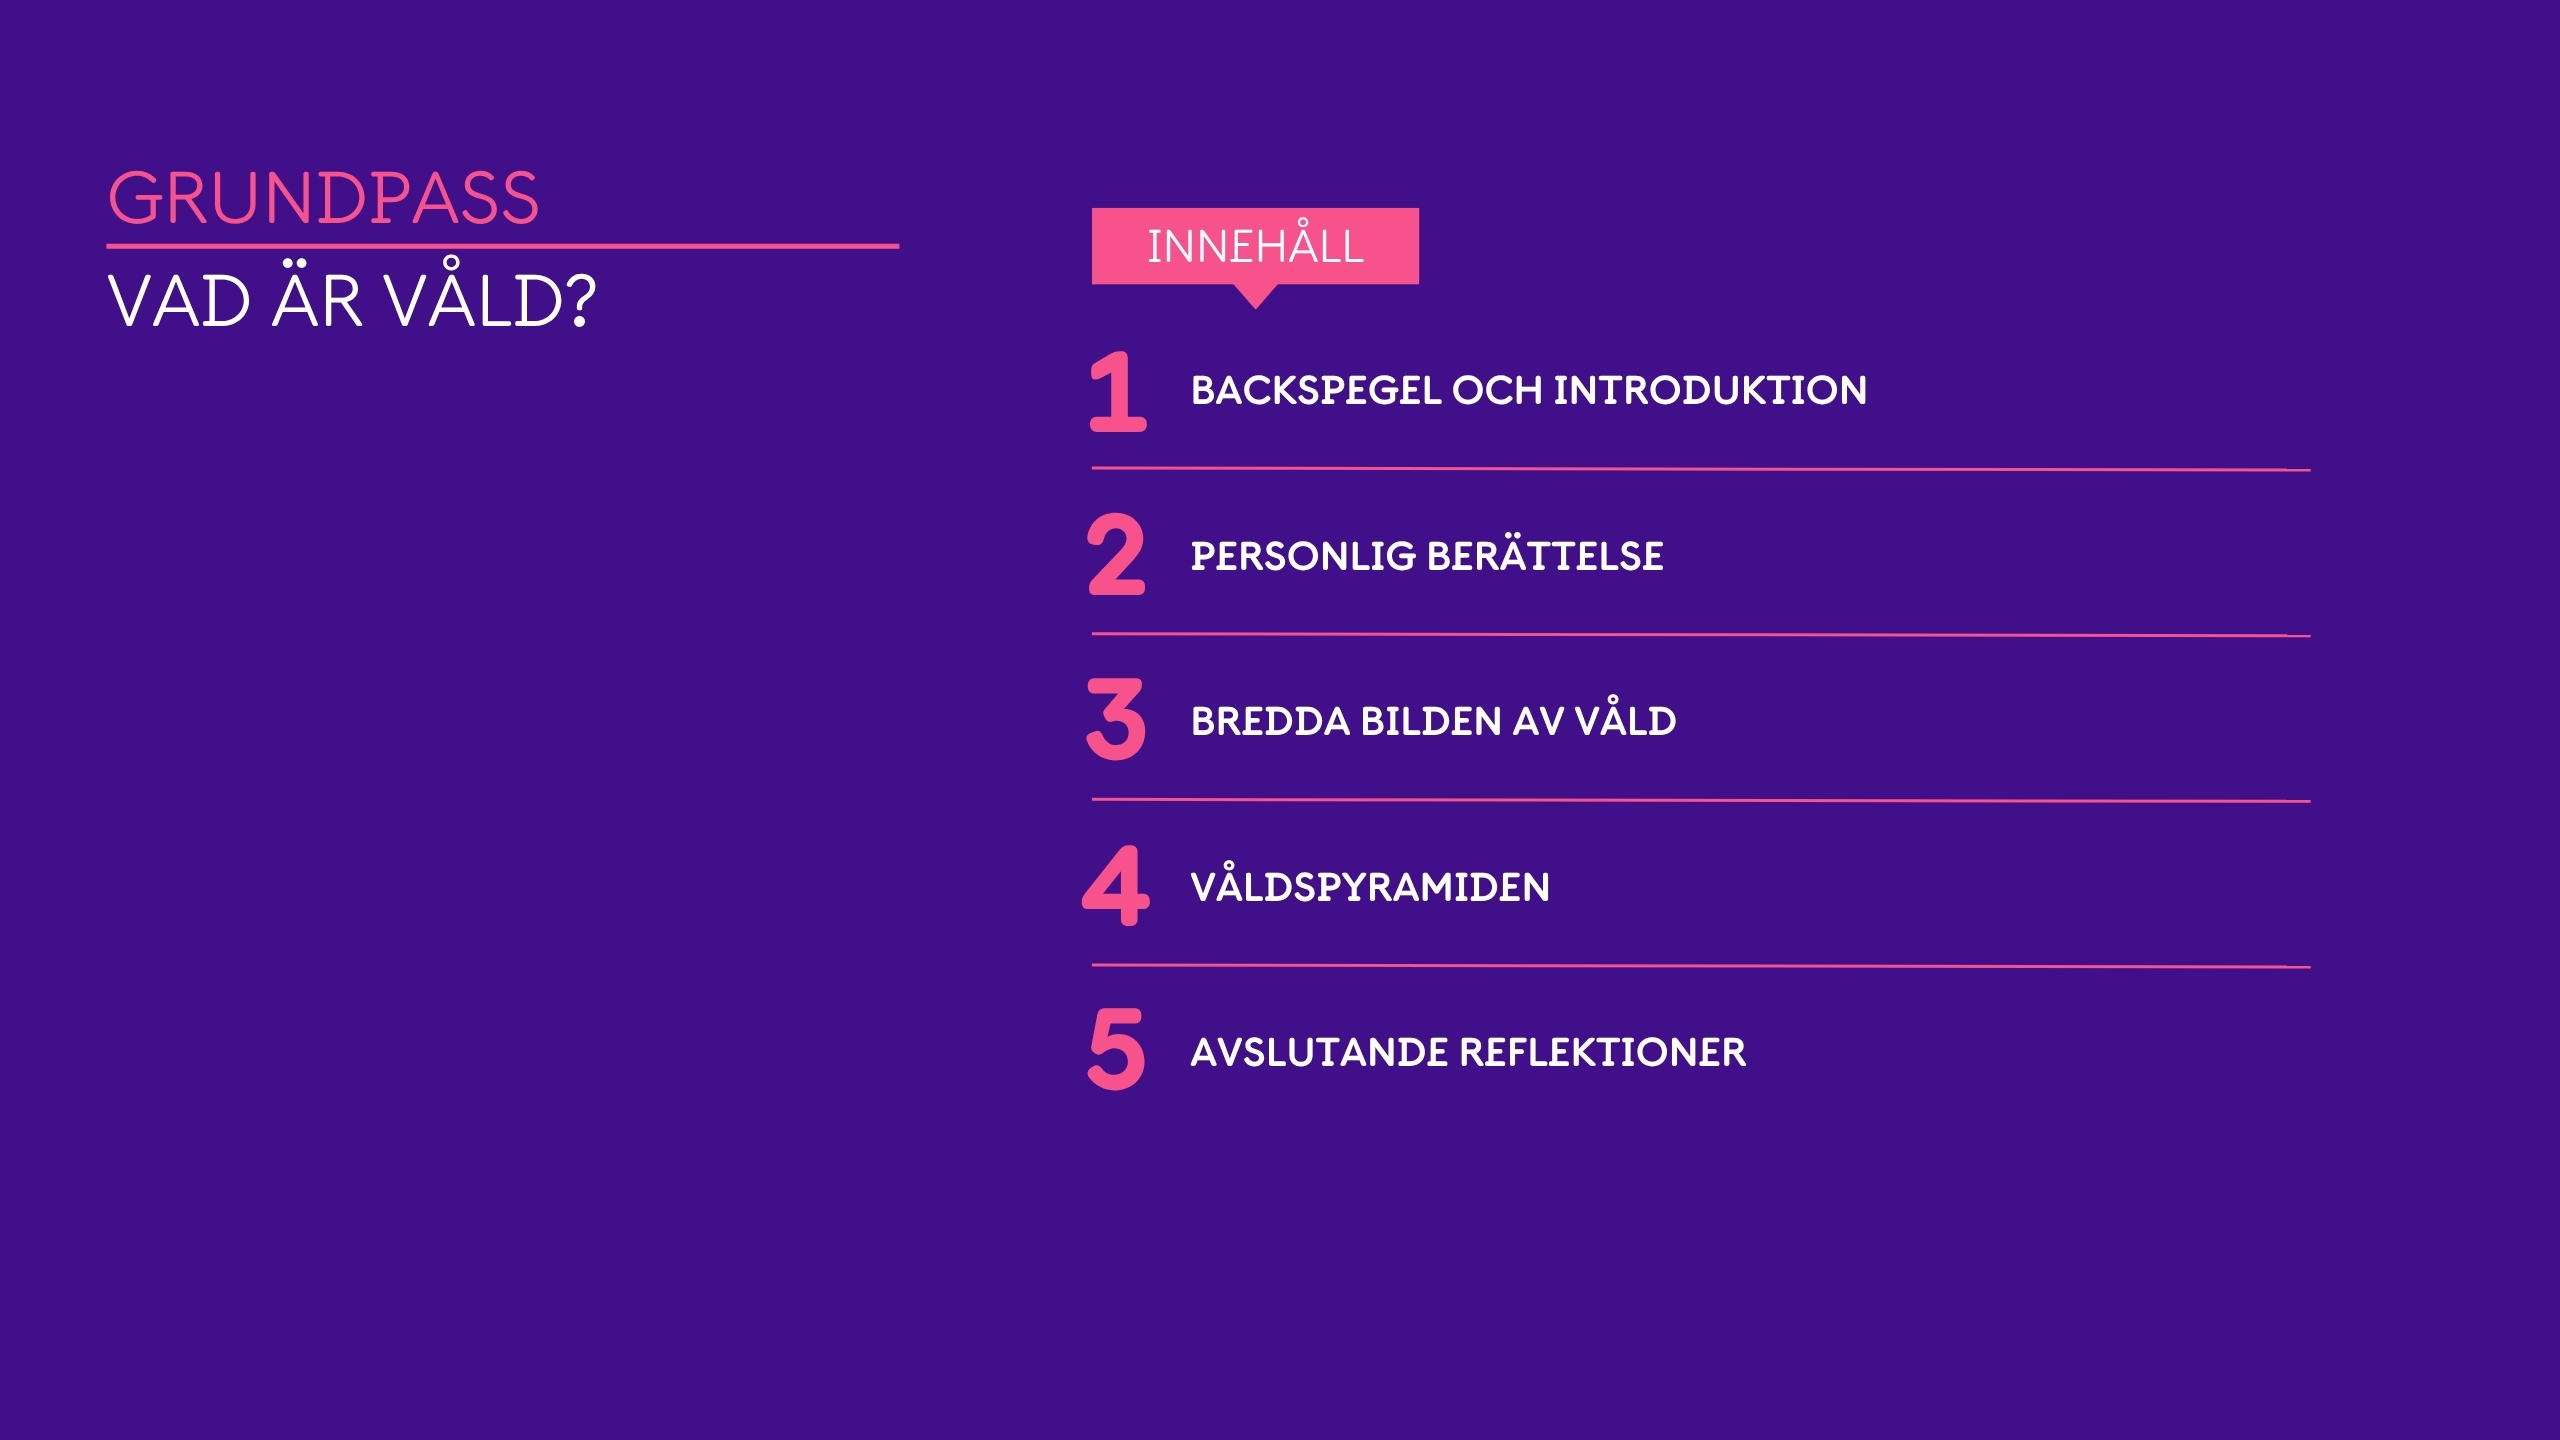 GRUNDPASS
VAD ÄR VÅLD?
INNEHÅLL
1 BACKSPEGEL OCH INTRODUKTION
2 PERSONLIG BERÄTTELSE
3 BREDDA BILDEN AV VÅLD
4 VÅLDSPYRAMIDEN
5 AVSLUTANDE REFLEKTIONER